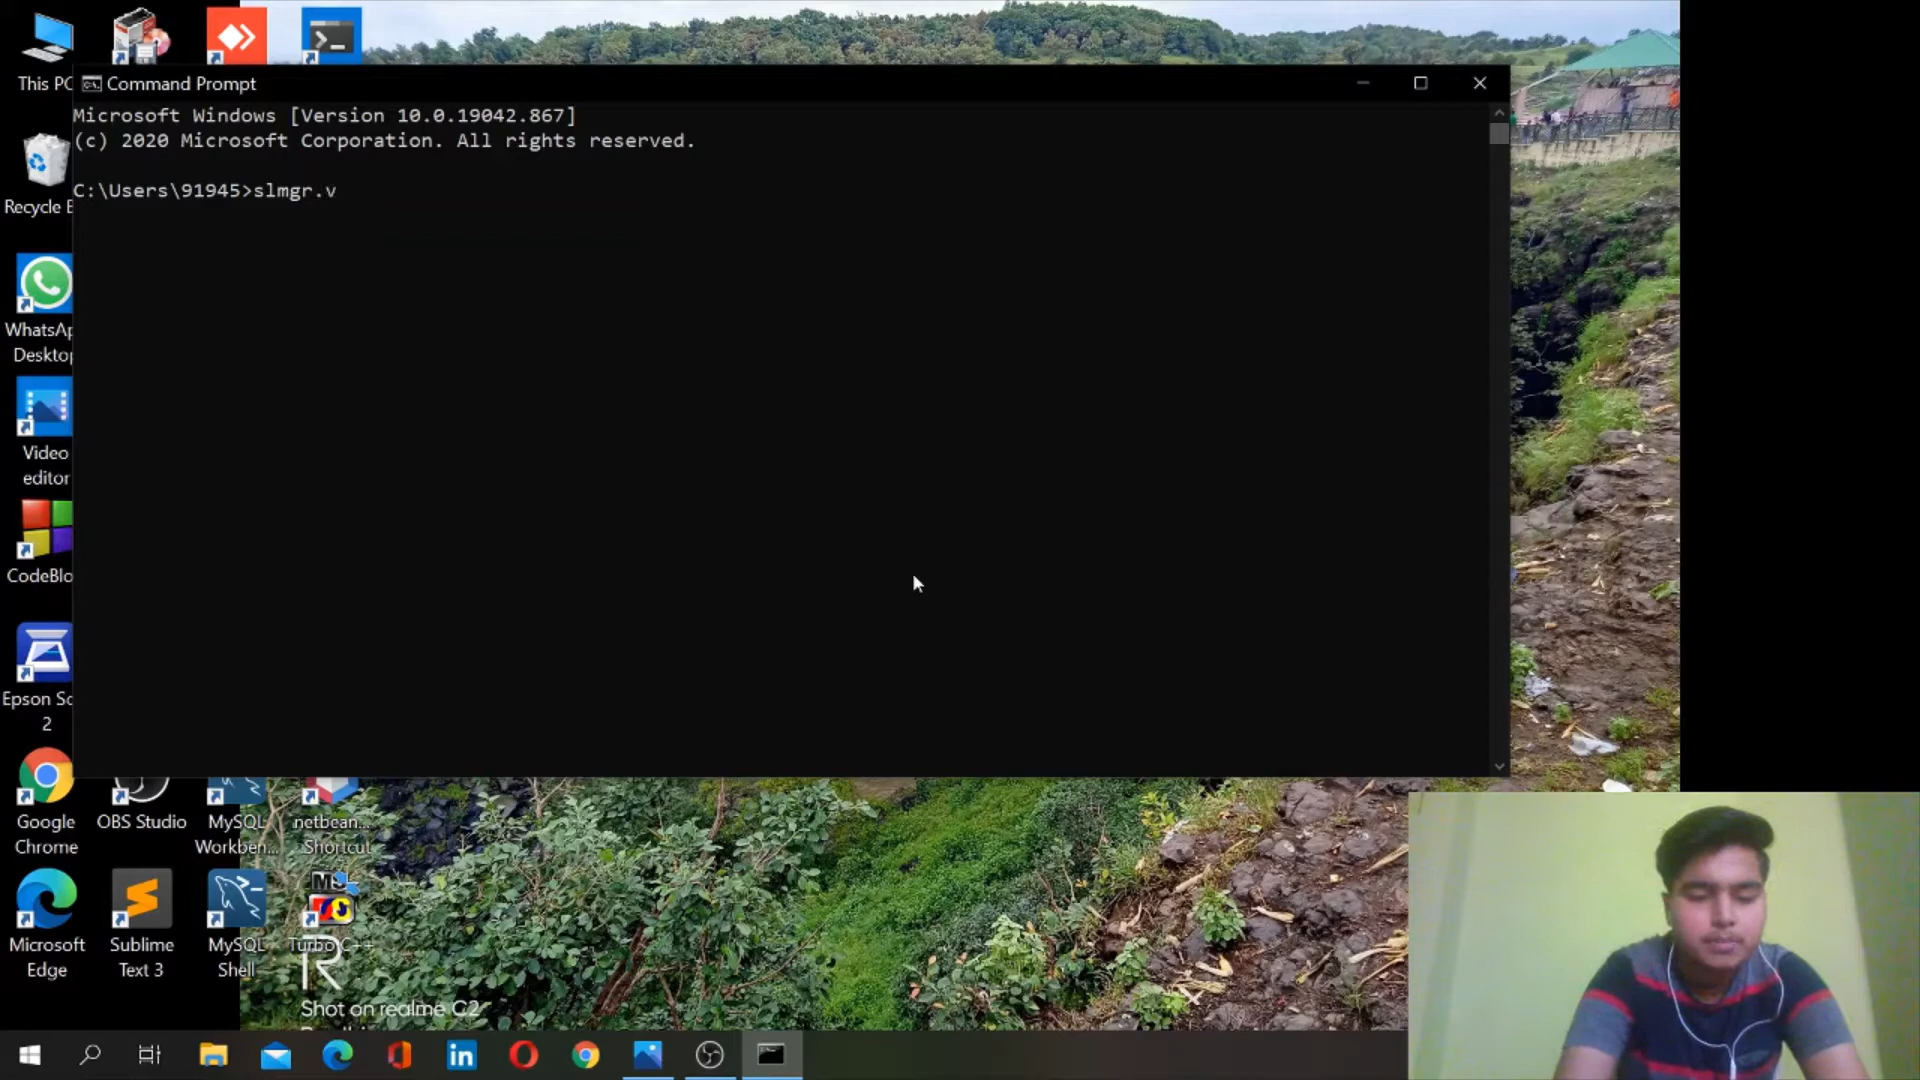 This PC
Command Prompt
Microsoft Windows [Version 10.0.19042.867]
(c) 2020 Microsoft Corporation. All rights reserved.
C:\Users\91945>slmgr.v
Recycle B
WhatsAp
Desktop
Video
editor
CodeBlo
Epson Sc
2
Google
Chrome
OBS Studio
MySQL
Workben...
netbean...
Shortcut
Microsoft
Edge
Sublime
Text 3
MySQL
Shell
Turbo C++
R
Shot on realme C2